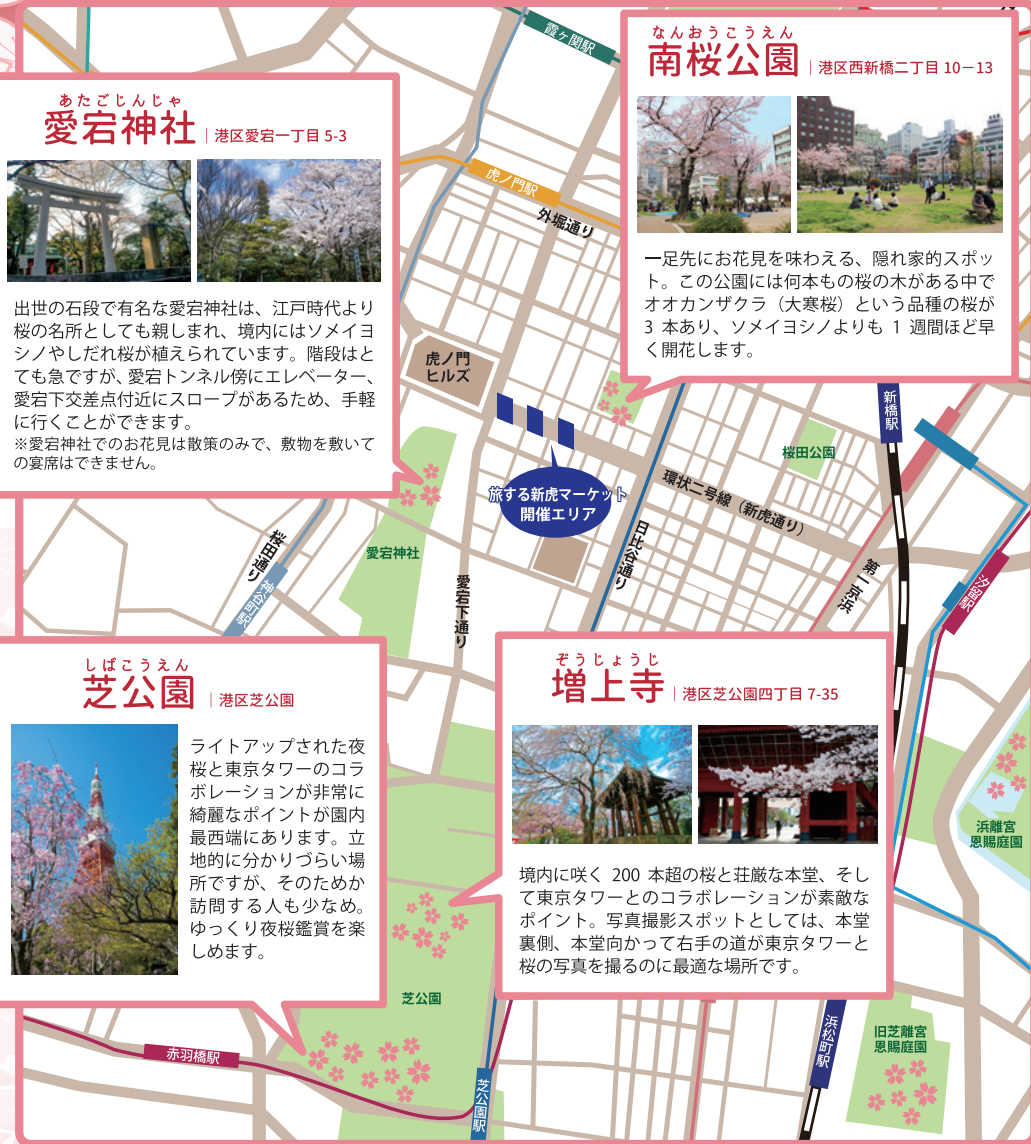 霞ヶ関駅
なんおうこうえん
南桜公園｜港区西新橋二丁目 10－13
一足先にお花見を味わえる、隠れ家的スポッ
ト。この公園には何本もの桜の木がある中で
オオカンザクラ（大寒桜）という品種の桜が
3 本あり、ソメイヨシノよりも 1 週間ほど早
く開花します。
あたごじんじゃ
愛宕神社｜港区愛宕一丁目 5-3
出世の石段で有名な愛宕神社は、江戸時代より
桜の名所としても親しまれ、境内にはソメイヨ
シノやしだれ桜が植えられています。階段はと
ても急ですが、愛宕トンネル傍にエレベーター、
愛宕下交差点付近にスロープがあるため、手軽
に行くことができます。
※愛宕神社でのお花見は散策のみで、敷物を敷いて
の宴席はできません。
虎ノ門駅
外堀通り
虎ノ門
ヒルズ
新橋駅
桜田公園
旅する新虎マーケット
開催エリア
環状二号線（新虎通り）
日比谷通り
第一京浜
桜田通り
神谷町駅
愛宕神社
愛宕下通り
汐留駅
しばこうえん
芝公園｜港区芝公園
ライトアップされた夜
桜と東京タワーのコラ
ボレーションが非常に
綺麗なポイントが園内
最西端にあります。立
地的に分かりづらい場
所ですが、そのためか
訪問する人も少なめ。
ゆっくり夜桜鑑賞を楽
しめます。
ぞうじょうじ
増上寺｜港区芝公園四丁目 7-35
境内に咲く 200 本超の桜と荘厳な本堂、そし
て東京タワーとのコラボレーションが素敵な
ポイント。写真撮影スポットとしては、本堂
裏側、本堂向かって右手の道が東京タワーと
桜の写真を撮るのに最適な場所です。
浜離宮
恩賜庭園
芝公園
赤羽橋駅
芝公園駅
浜松町駅
旧芝離宮
恩賜庭園